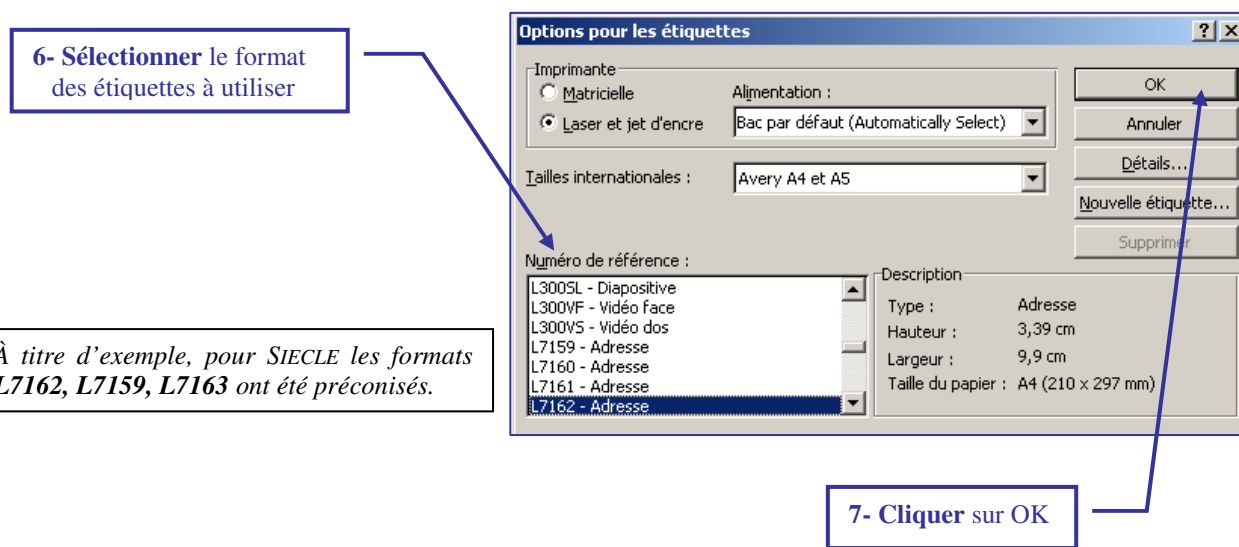 6- Sélectionner le format
des étiquettes à utiliser
Options pour les étiquettes
Imprimante
Matricielle
Laser et jet d'encre
Alimentation :
Bac par défaut (Automatically Select)
Tailles internationales :
Avery A4 et A5
OK
Annuler
Détails...
Nouvelle étiquette...
Supprimer
Numéro de référence :
L300SL - Diapositive
L300VF - Vidéo face
L300VS - Vidéo dos
L7159 - Adresse
L7160 - Adresse
L7161 - Adresse
L7162 - Adresse
Description
Type : Adresse
Hauteur : 3,39 cm
Largeur : 9,9 cm
Taille du papier : A4 (210 x 297 mm)
À titre d'exemple, pour SIECLE les formats
L7162, L7159, L7163 ont été préconisés.
7- Cliquer sur OK